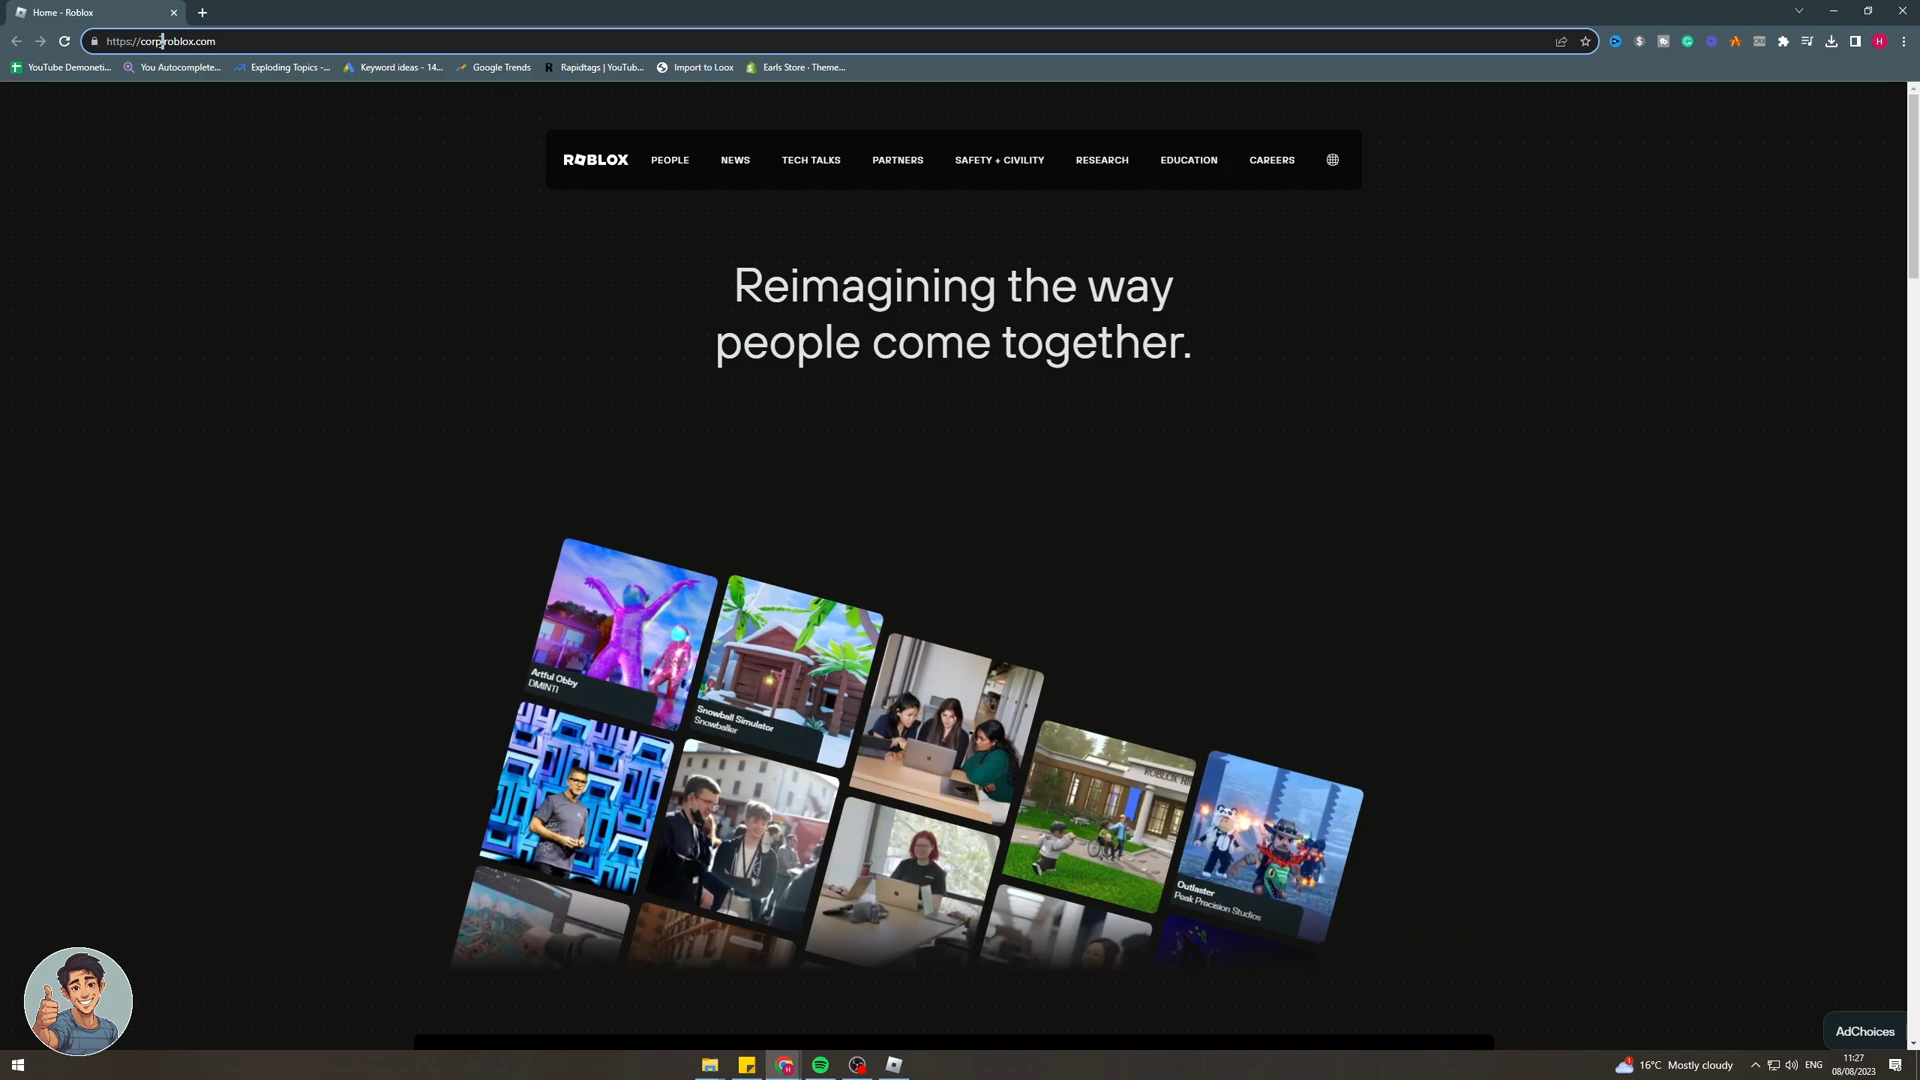 Home - Roblox
https://corp.roblox.com
YouTube Demoneti...
You Autocomplete...
Exploding Topics -...
Keyword ideas - 14...
Google Trends
Rapidtags | YouTub...
Import to Loox
Earls Store · Theme...
ROBLOX
PEOPLE
NEWS
TECH TALKS
PARTNERS
SAFETY + CIVILITY
RESEARCH
EDUCATION
CAREERS
Reimagining the way
people come together.
Artful Obby
DMINTI
Snowball Simulator
Snowballer
Outlaster
Peak Precision Studios
AdChoices
16°C Mostly cloudy
ENG
11:27
08/08/2023